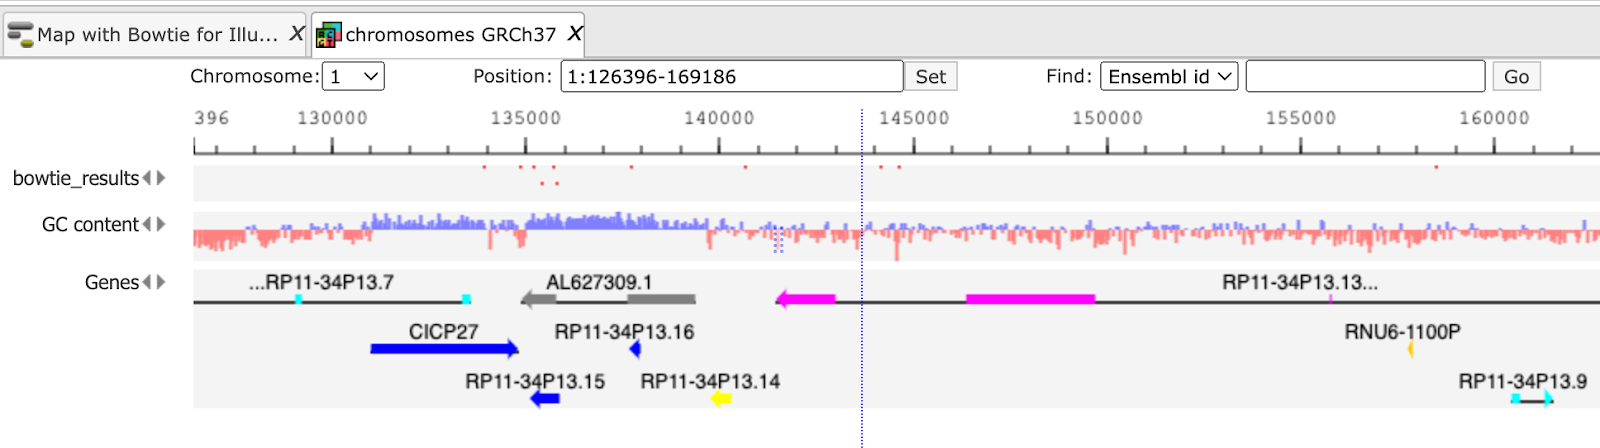 Map with Bowtie for Illu... X chromosomes GRCh37 X
Chromosome: 1 Position: 1:126396-169186 Set Find: Ensembl id Go
396 130000 135000 140000 145000 150000 155000 160000
bowtie_results
GC content
Genes ...RP11-34P13.7 AL627309.1 RP11-34P13.13...
CICP27 RP11-34P13.16 RNU6-1100P
RP11-34P13.15 RP11-34P13.14 RP11-34P13.9